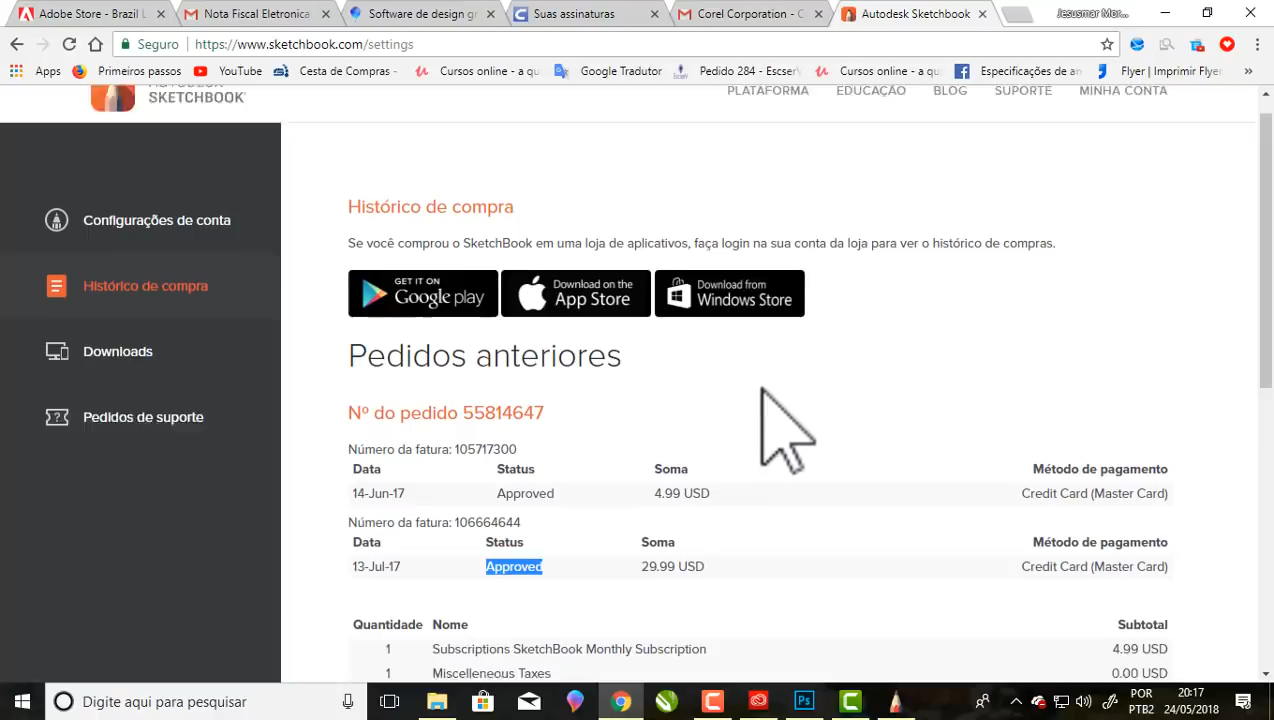 Adobe Store - Brazil L
Nota Fiscal Eletronica
Software de design gr
Suas assinaturas
Corel Corporation - C
Autodesk Sketchbook
Jesusmar Mor...
Seguro
https://www.sketchbook.com/settings
Apps
Primeiros passos
YouTube
Cesta de Compras -
Cursos online - a qu
Google Tradutor
Pedido 284 - Escser
Cursos online - a qu
Especificações de an
Flyer | Imprimir Flyer
»
SKETCHBOOK
PLATAFORMA
EDUCAÇÃO
BLOG
SUPORTE
MINHA CONTA
Configurações de conta
Histórico de compra
Downloads
Pedidos de suporte
Histórico de compra
Se você comprou o SketchBook em uma loja de aplicativos, faça login na sua conta da loja para ver o histórico de compras.
GET IT ON
Google play
Download on the
App Store
Download from
Windows Store
Pedidos anteriores
Nº do pedido 55814647
Número da fatura: 105717300
Data Status Soma Método de pagamento
14-Jun-17 Approved 4.99 USD Credit Card (Master Card)
Número da fatura: 106664644
Data Status Soma Método de pagamento
13-Jul-17 Approved 29.99 USD Credit Card (Master Card)
Quantidade Nome Subtotal
1 Subscriptions SketchBook Monthly Subscription 4.99 USD
1 Miscellaneous Taxes 0.00 USD
Digite aqui para pesquisar
Ps
POR
PTB2
20:17
24/05/2018